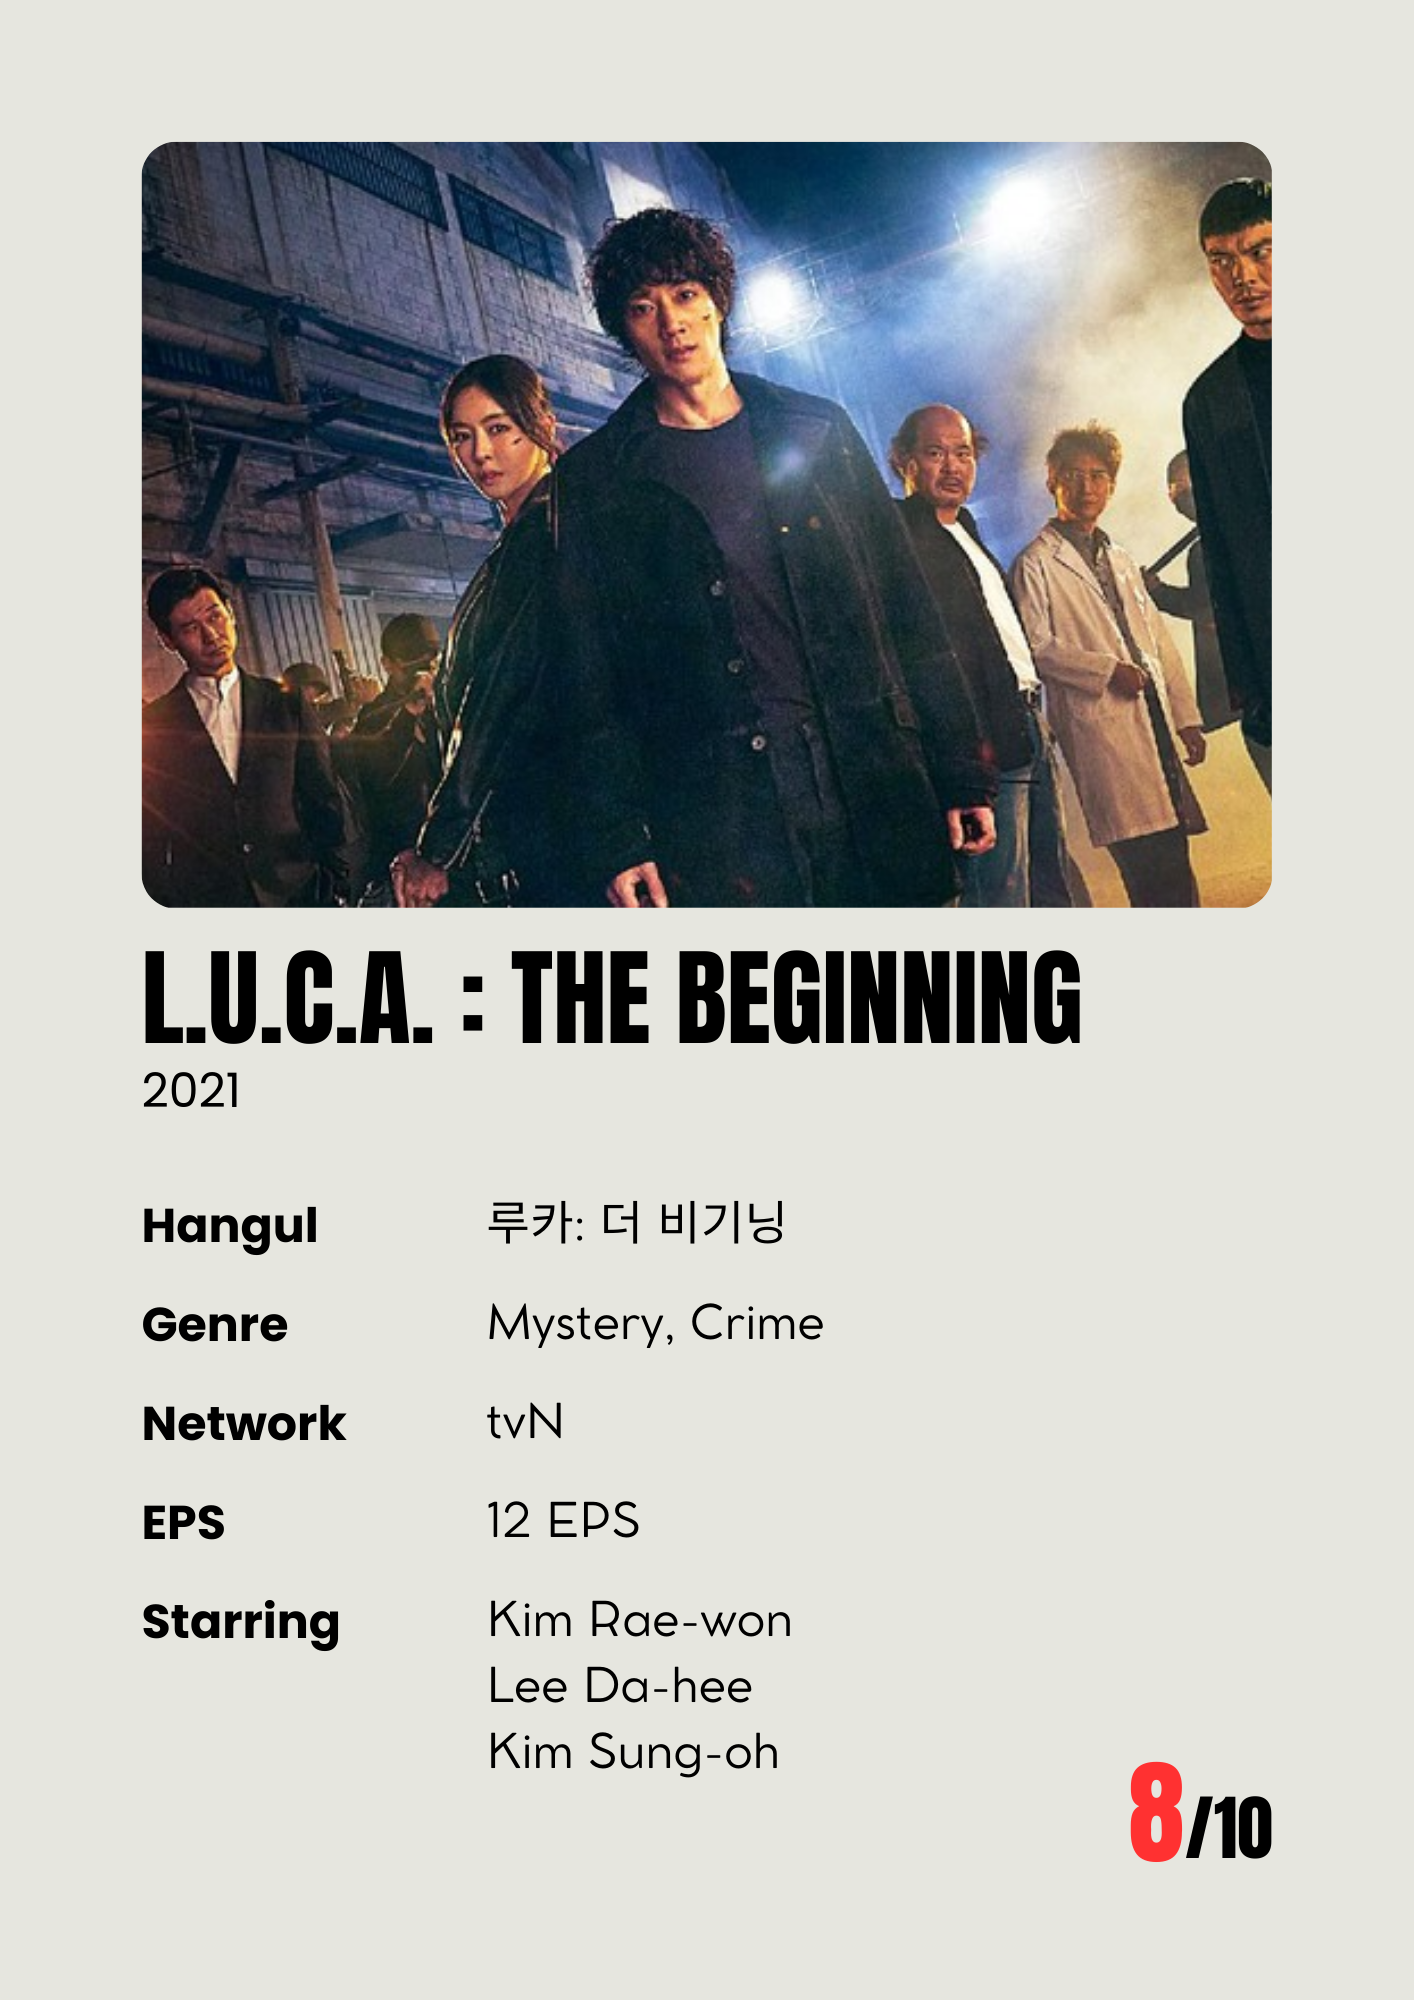 L.U.C.A. : THE BEGINNING
2021
Hangul 루카: 더 비기닝
Genre Mystery, Crime
Network tvN
EPS 12 EPS
Starring Kim Rae-won
Lee Da-hee
Kim Sung-oh
8/10